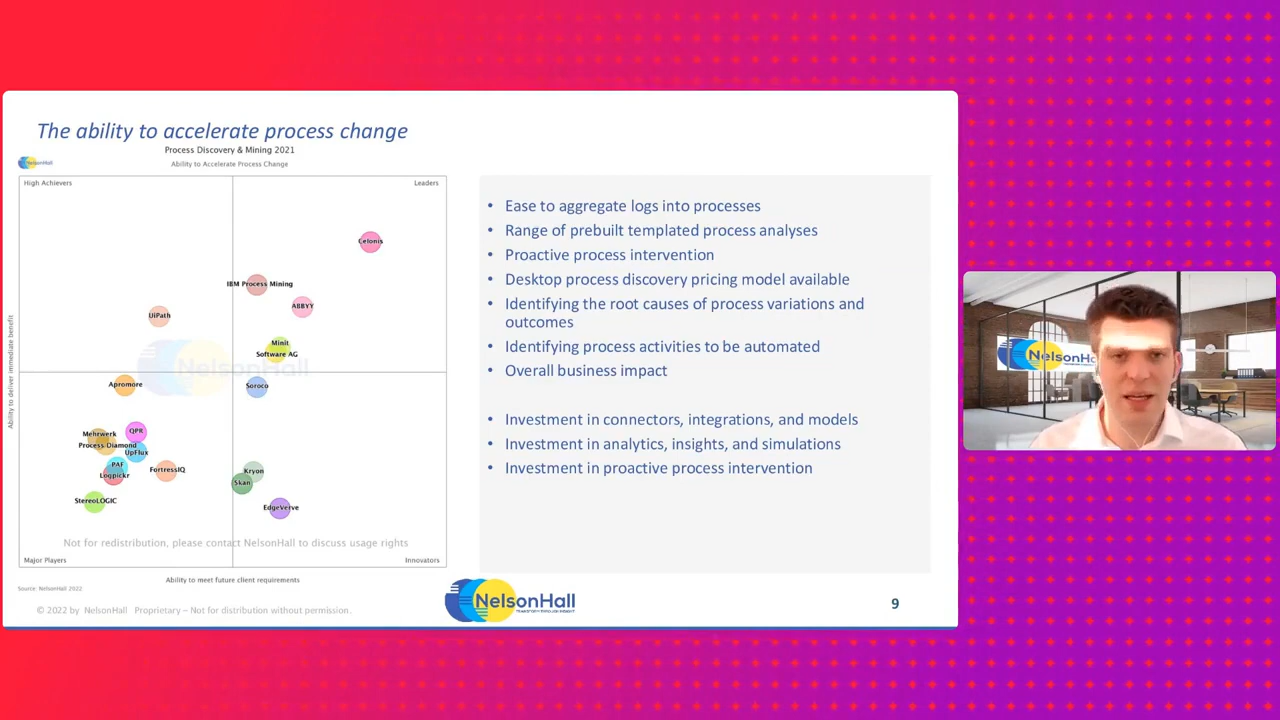 The ability to accelerate process change
Process Discovery & Mining 2021
NelsonHall
Ability to Accelerate Process Change
High Achievers
Leaders
Celonis
IBM Process Mining
ABBYY
UiPath
Minit
Software AG
NelsonHall
Apromore
Soroco
QPR
Mehrwerk
Process Diamond
UpFlux
PAF
Logpickr
FortressIQ
Kryon
Skan
StereoLOGIC
EdgeVerve
Not for redistribution, please contact NelsonHall to discuss usage rights
Major Players
Innovators
Ability to deliver immediate benefit
Ability to meet future client requirements
Source: NelsonHall 2022
• Ease to aggregate logs into processes
• Range of prebuilt templated process analyses
• Proactive process intervention
• Desktop process discovery pricing model available
• Identifying the root causes of process variations and
outcomes
• Identifying process activities to be automated
• Overall business impact
• Investment in connectors, integrations, and models
• Investment in analytics, insights, and simulations
• Investment in proactive process intervention
© 2022 by NelsonHall Proprietary – Not for distribution without permission.
NelsonHall
9
NelsonHall